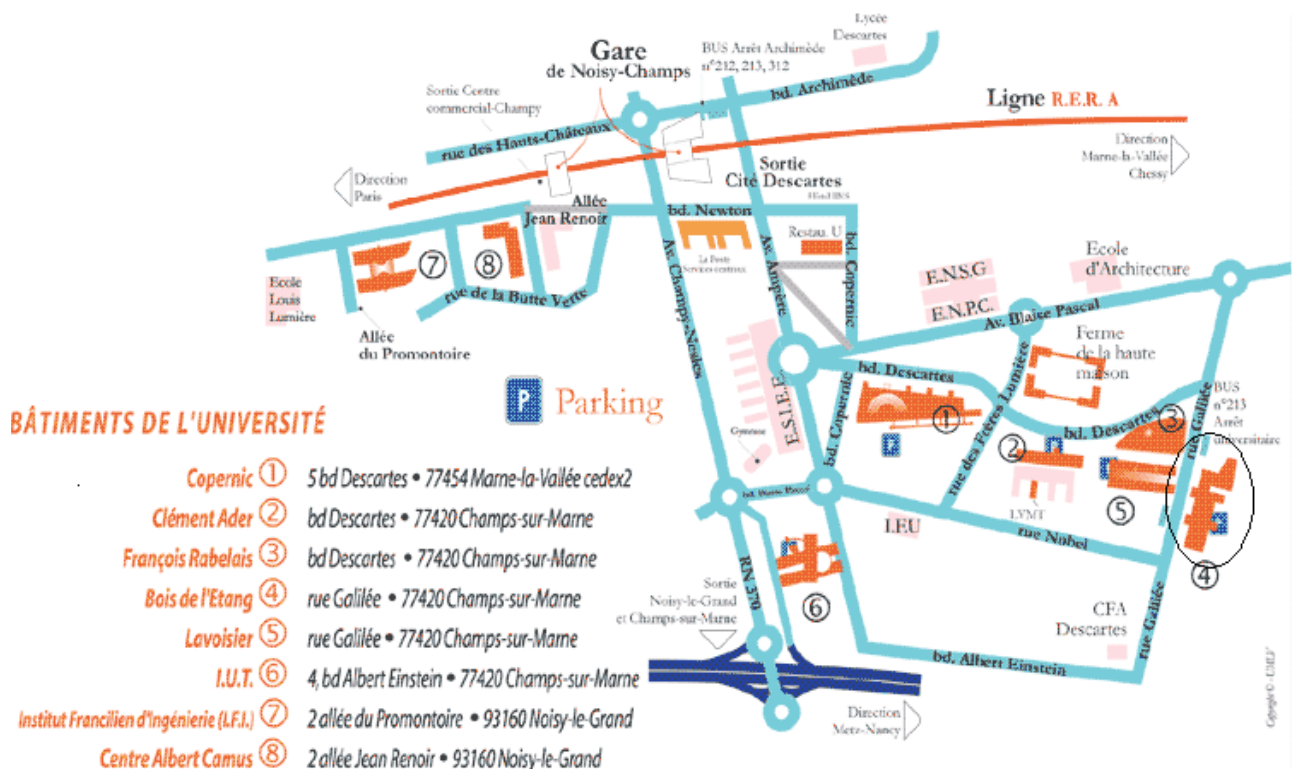 Lycée
Descartes
Gare
de Noisy-Champs
BUS Arrêt Archimède
n°212, 213, 312
bd. Archimède
Sortie Centre
commercial-Champy
Ligne R.E.R. A
rue des Hauts-Châteaux
Direction
Marne-la-Vallée
Chessy
Direction
Paris
Sortie
Cité Descartes
Hôtel IBIS
Allée
Jean Renoir
bd. Newton
Restau. U
La Poste
Services centraux
Av. Champy-Nesles
Av. Ampère
bd. Copernic
E.N.S.G
E.N.P.C.
Ecole
d'Architecture
Av. Blaise Pascal
7
8
rue de la Butte Verte
Ecole
Louis
Lumière
Allée
du Promontoire
P Parking
E.S.I.E.E.
Gymnase
bd. Descartes
bd. Copernic
1
P
rue des Frères Lumière
Ferme
de la haute
maison
bd. Descartes
2
P
3
rue Galilée
BUS
n°213
Arrêt
universitaire
LVMT
P
5
P
4
I.F.U
rue Nobel
P
6
RN 370
Sortie
Noisy-le-Grand
et Champs-sur-Marne
CFA
Descartes
rue Galilée
bd. Albert Einstein
Direction
Metz-Nancy
BÂTIMENTS DE L'UNIVERSITÉ
Copernic 1 5 bd Descartes • 77454 Marne-la-Vallée cedex2
Clément Ader 2 bd Descartes • 77420 Champs-sur-Marne
François Rabelais 3 bd Descartes • 77420 Champs-sur-Marne
Bois de l'Etang 4 rue Galilée • 77420 Champs-sur-Marne
Lavoisier 5 rue Galilée • 77420 Champs-sur-Marne
I.U.T. 6 4, bd Albert Einstein • 77420 Champs-sur-Marne
Institut Francilien d'Ingénierie (I.F.I.) 7 2 allée du Promontoire • 93160 Noisy-le-Grand
Centre Albert Camus 8 2 allée Jean Renoir • 93160 Noisy-le-Grand